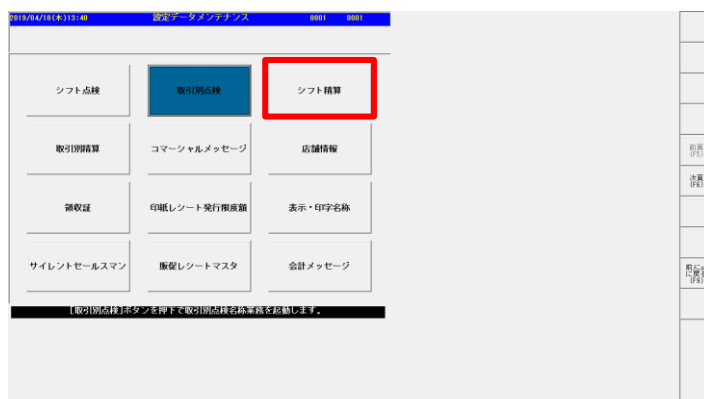 2019/04/18(木)13:40 設定データメンテナンス 0001 0001
シフト点検 取引別点検 シフト精算
取引別精算 コマーシャルメッセージ 店舗情報
領収証 印紙レシート発行限度額 表示・印字名称
サイレントセールスマン 販促レシートマスタ 会計メッセージ
[取引別点検]ボタンを押下で取引別点検名称業務を起動します。
前頁
(F5)
次頁
(F6)
前に
に戻る
(F9)